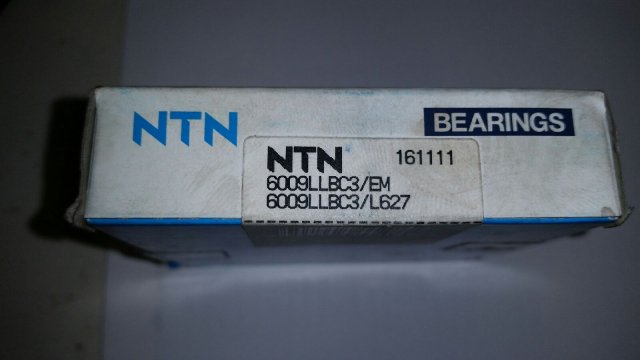 NTN
BEARINGS
NTN 161111
6009LLBC3/EM
6009LLBC3/L627